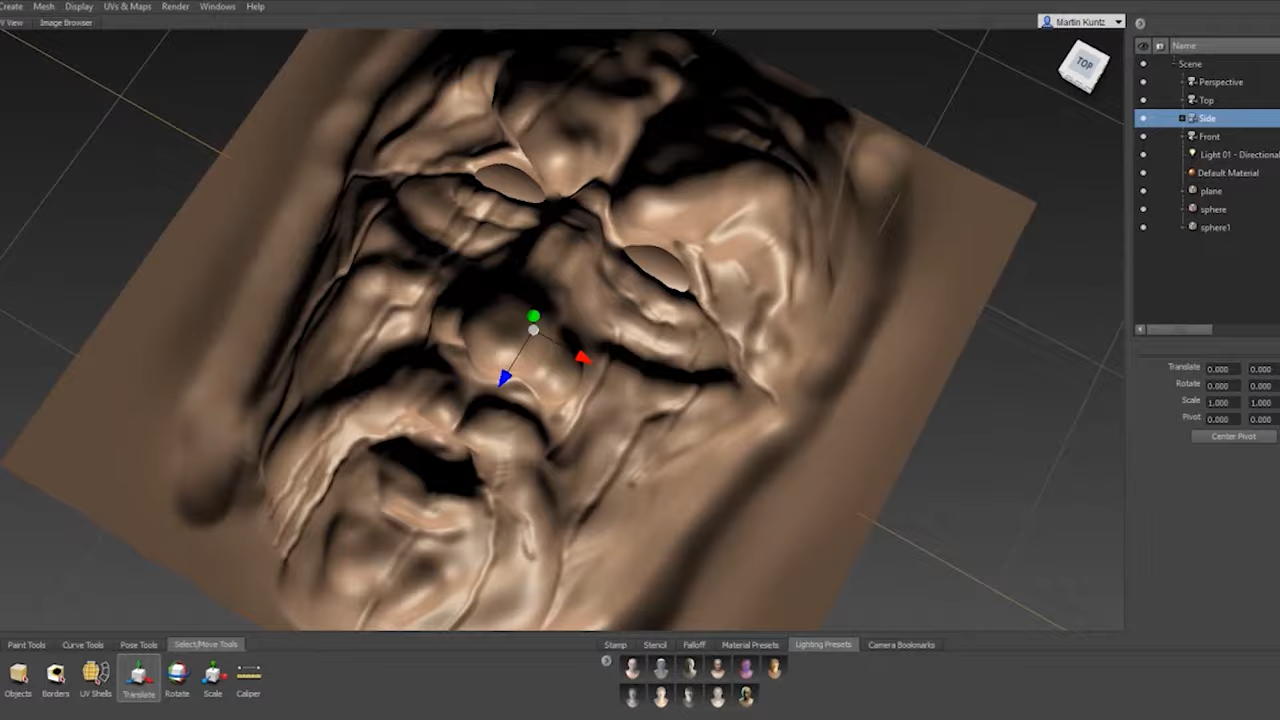 Create Mesh Display UVs & Maps Render Windows Help
V View Image Browser
Martin Kuntz
TOP
Name
Scene
Perspective
Top
Side
Front
Light 01 - Directional
Default Material
plane
sphere
sphere1
Translate 0.000 0.000
Rotate 0.000 0.000
Scale 1.000 1.000
Pivot 0.000 0.000
Center Pivot
Paint Tools Curve Tools Pose Tools Select/Move Tools
Stamp Stencil Falloff Material Presets Lighting Presets Camera Bookmarks
Objects Borders UV Shells Translate Rotate Scale Caliper